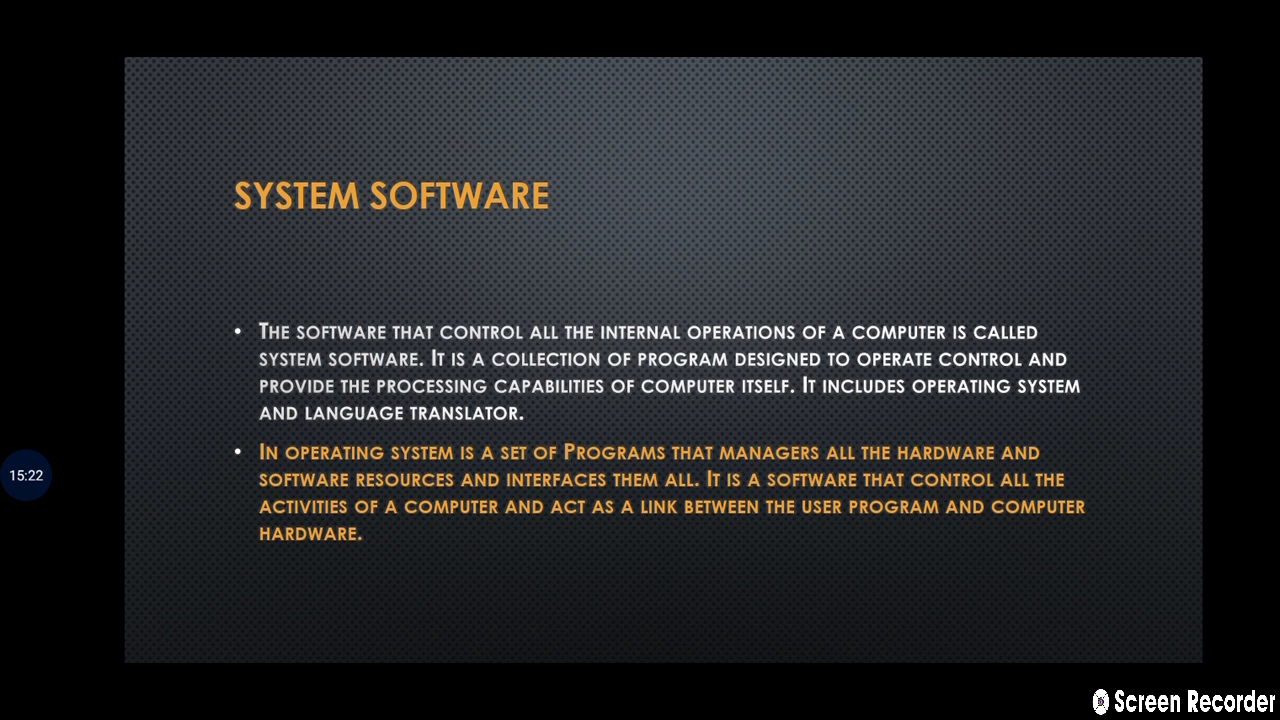 SYSTEM SOFTWARE
• THE SOFTWARE THAT CONTROL ALL THE INTERNAL OPERATIONS OF A COMPUTER IS CALLED
SYSTEM SOFTWARE. IT IS A COLLECTION OF PROGRAM DESIGNED TO OPERATE CONTROL AND
PROVIDE THE PROCESSING CAPABILITIES OF COMPUTER ITSELF. IT INCLUDES OPERATING SYSTEM
AND LANGUAGE TRANSLATOR.
• IN OPERATING SYSTEM IS A SET OF PROGRAMS THAT MANAGERS ALL THE HARDWARE AND
SOFTWARE RESOURCES AND INTERFACES THEM ALL. IT IS A SOFTWARE THAT CONTROL ALL THE
ACTIVITIES OF A COMPUTER AND ACT AS A LINK BETWEEN THE USER PROGRAM AND COMPUTER
HARDWARE.
15:22
Screen Recorder